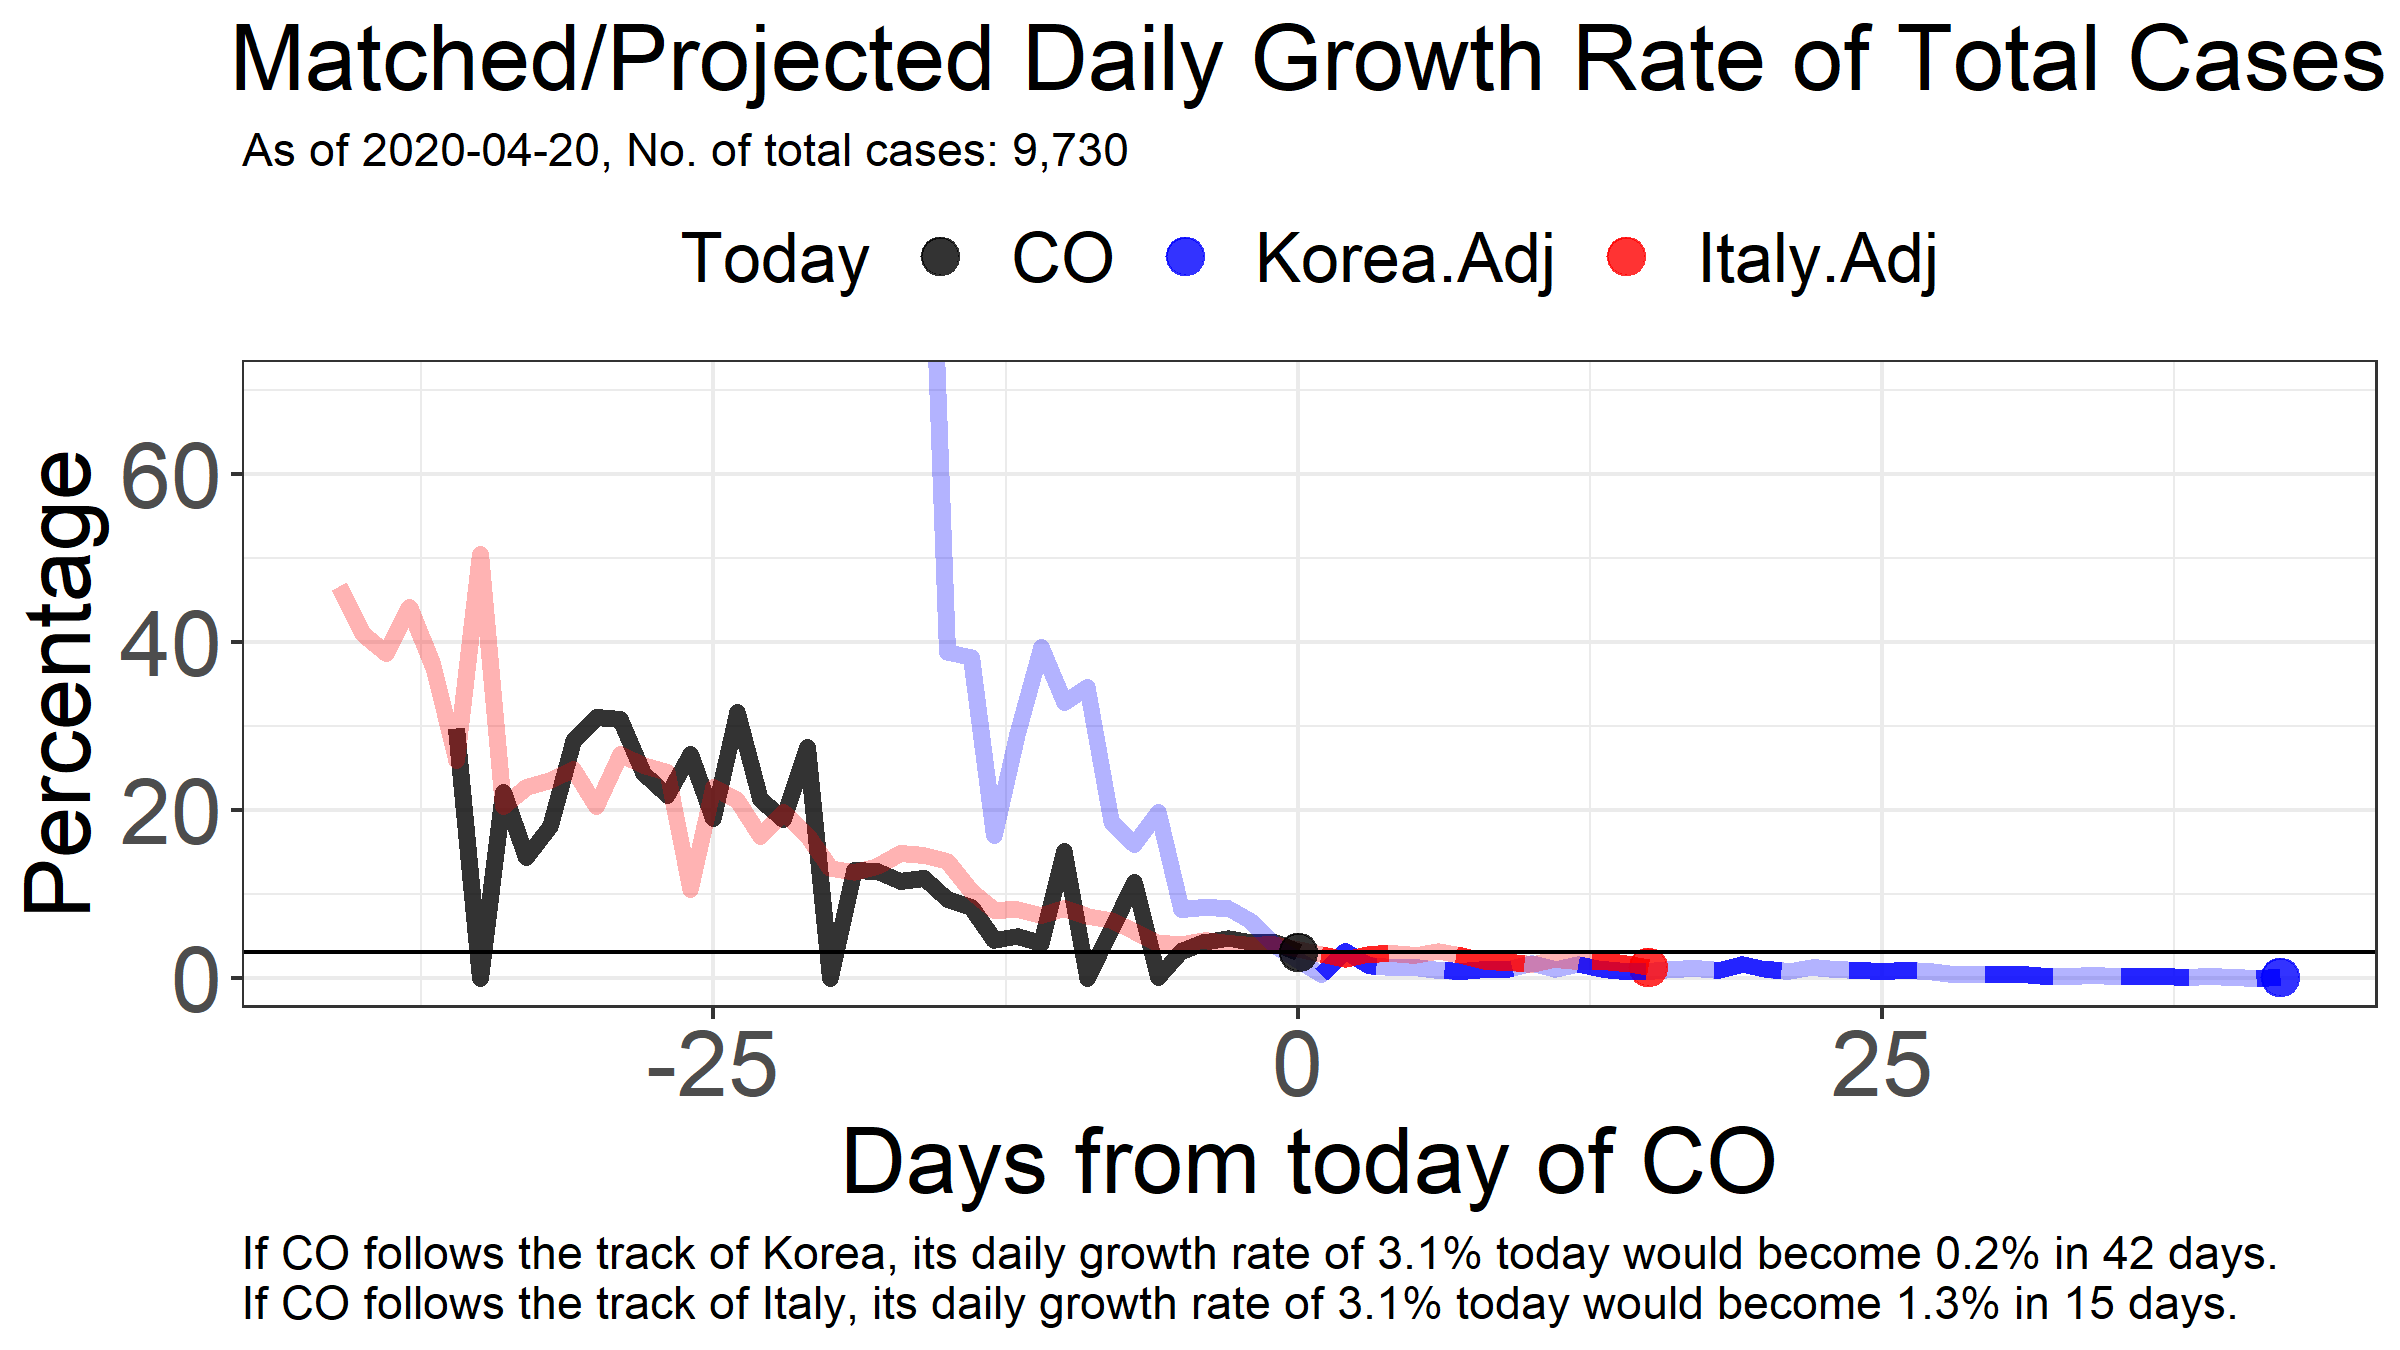 Matched/Projected Daily Growth Rate of Total Cases
As of 2020-04-20, No. of total cases: 9,730
Today CO Korea.Adj Italy.Adj
Percentage
60
40
20
0
-25 0 25
Days from today of CO
If CO follows the track of Korea, its daily growth rate of 3.1% today would become 0.2% in 42 days.
If CO follows the track of Italy, its daily growth rate of 3.1% today would become 1.3% in 15 days.